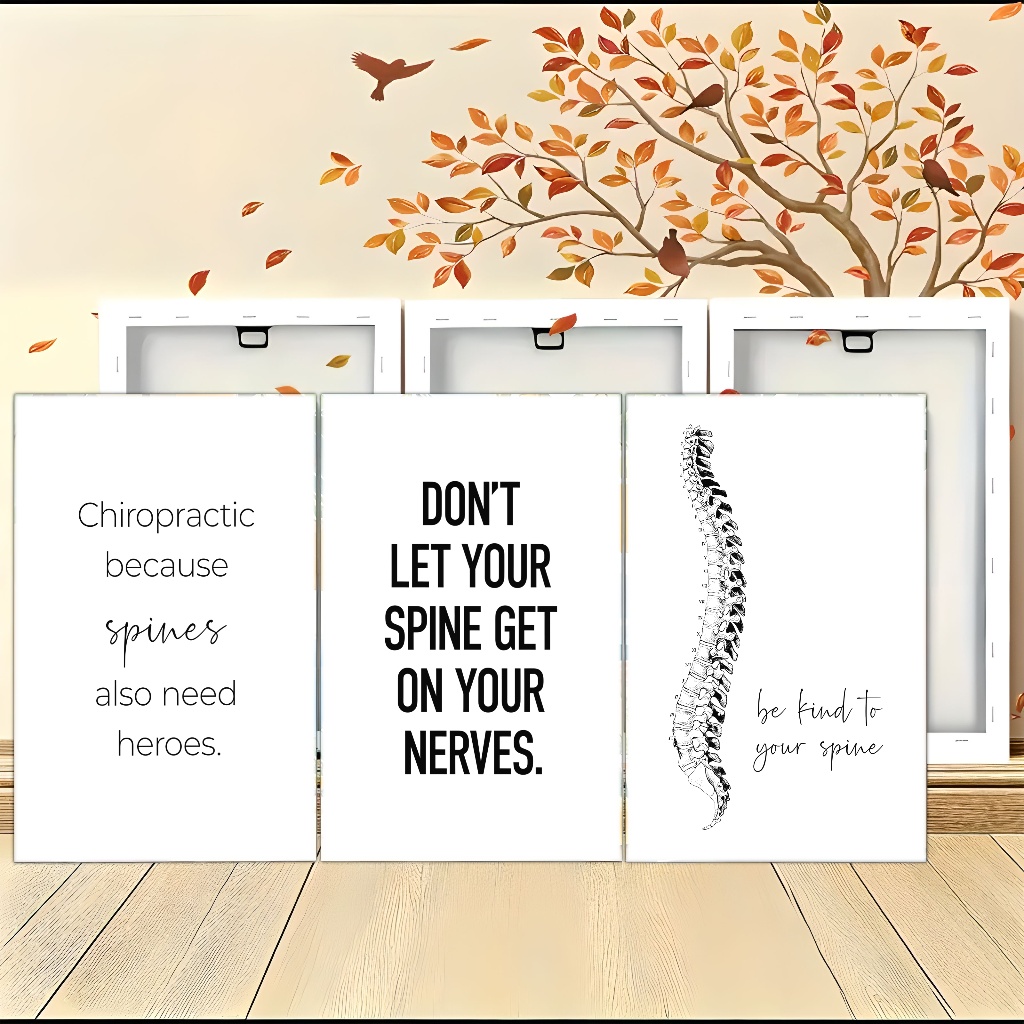 Chiropractic
because
spines
also need
heroes.
DON'T
LET YOUR
SPINE GET
ON YOUR
NERVES.
be kind to
your spine